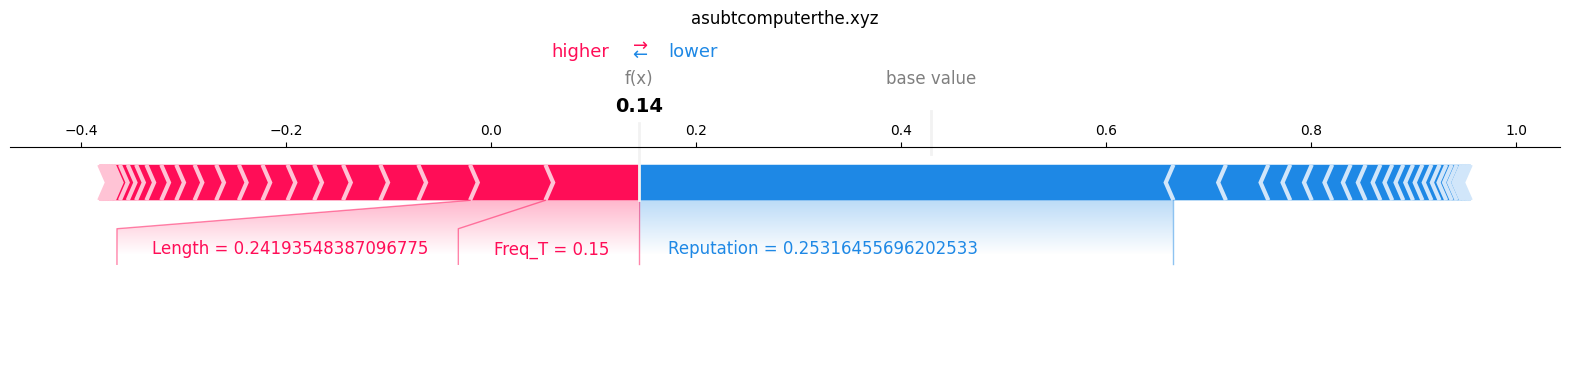 asubtcomputerthe.xyz
higher ⇄ lower
f(x) base value
0.14
−0.4 −0.2 0.0 0.2 0.4 0.6 0.8 1.0
Length = 0.24193548387096775 Freq_T = 0.15 Reputation = 0.25316455696202533